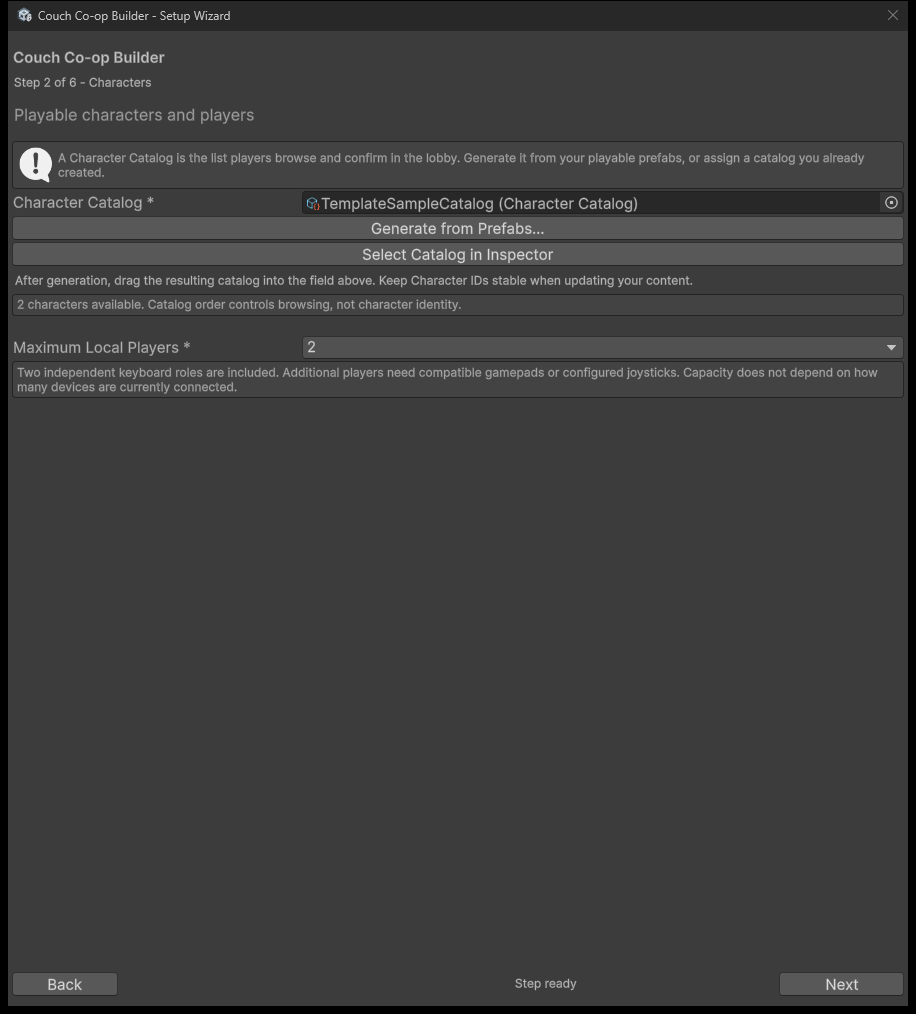 Couch Co-op Builder - Setup Wizard
Couch Co-op Builder
Step 2 of 6 - Characters
Playable characters and players
A Character Catalog is the list players browse and confirm in the lobby. Generate it from your playable prefabs, or assign a catalog you already
created.
Character Catalog * TemplateSampleCatalog (Character Catalog)
Generate from Prefabs...
Select Catalog in Inspector
After generation, drag the resulting catalog into the field above. Keep Character IDs stable when updating your content.
2 characters available. Catalog order controls browsing, not character identity.
Maximum Local Players * 2
Two independent keyboard roles are included. Additional players need compatible gamepads or configured joysticks. Capacity does not depend on how
many devices are currently connected.
Back Step ready Next